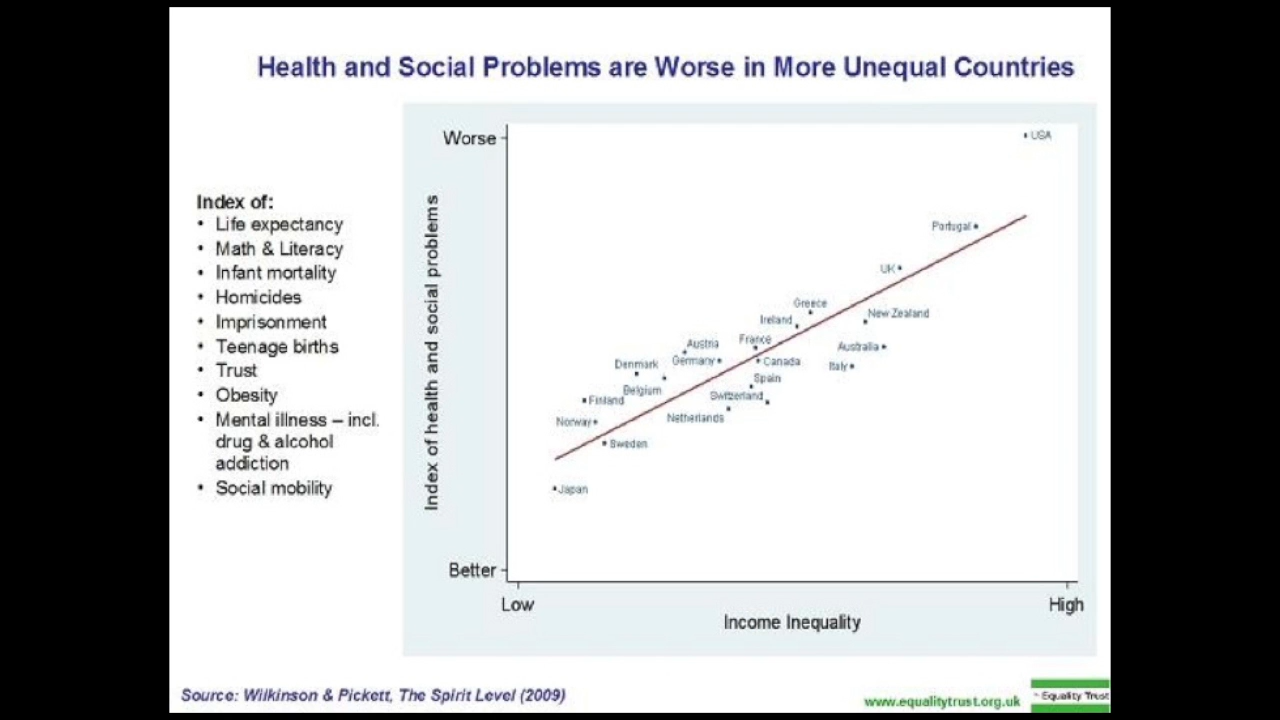 Health and Social Problems are Worse in More Unequal Countries
Index of:
• Life expectancy
• Math & Literacy
• Infant mortality
• Homicides
• Imprisonment
• Teenage births
• Trust
• Obesity
• Mental illness – incl.
drug & alcohol
addiction
• Social mobility
Index of health and social problems
Worse
Better
USA
Portugal
UK
Greece
New Zealand
Ireland
France
Austria
Australia
Germany
Canada
Denmark
Italy
Spain
Belgium
Switzerland
Finland
Netherlands
Norway
Sweden
Japan
Low
High
Income Inequality
Source: Wilkinson & Pickett, The Spirit Level (2009)
www.equalitytrust.org.uk
Equality Trust